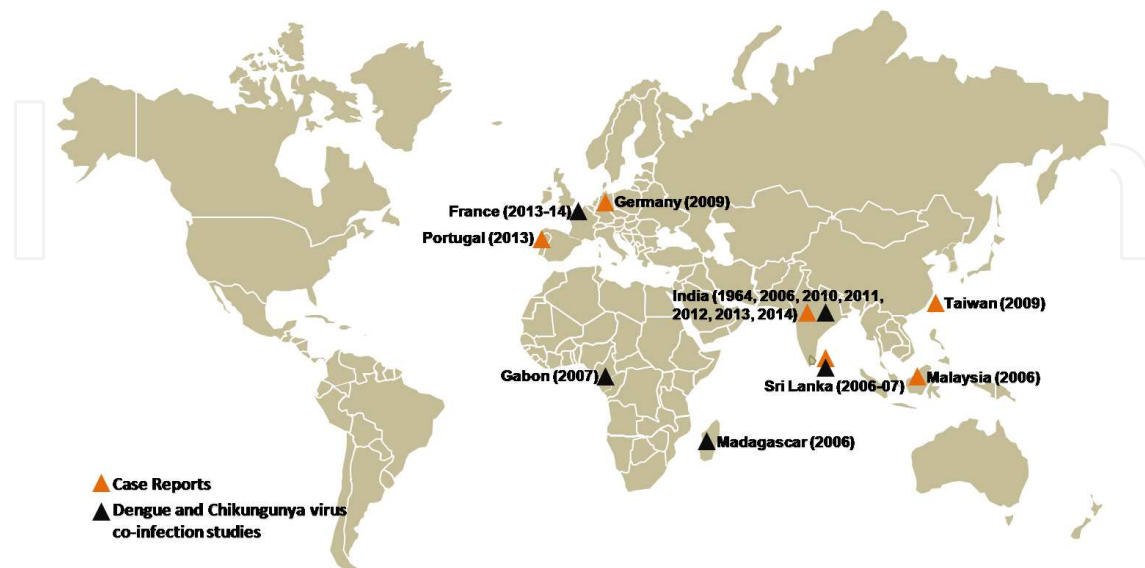 France (2013-14)
Germany (2009)
Portugal (2013)
India (1964, 2006, 2010, 2011,
2012, 2013, 2014)
Taiwan (2009)
Gabon (2007)
Sri Lanka (2006-07)
Malaysia (2006)
Madagascar (2006)
Case Reports
Dengue and Chikungunya virus
co-infection studies